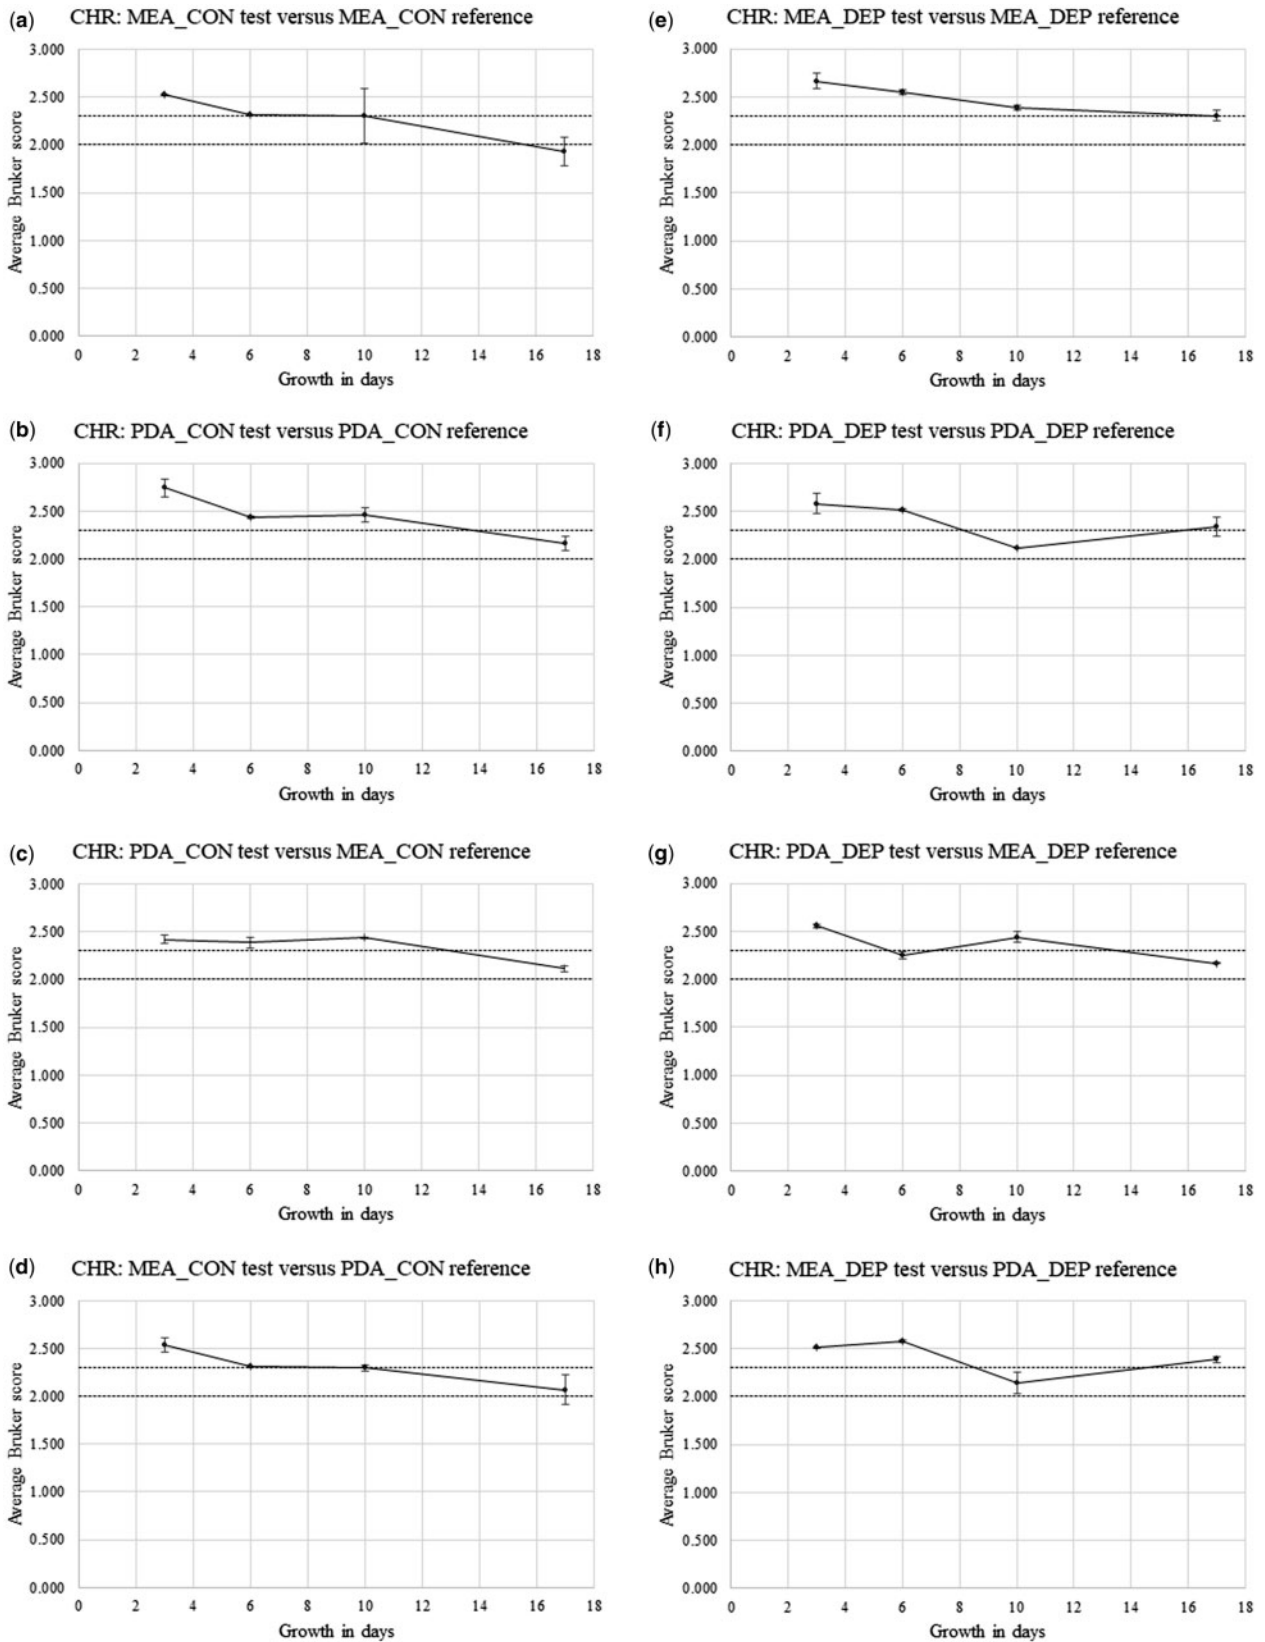 (a) CHR: MEA_CON test versus MEA_CON reference
3.000
2.500
2.000
1.500
1.000
0.500
0.000
Average Bruker score
0 2 4 6 8 10 12 14 16 18
Growth in days
(e) CHR: MEA_DEP test versus MEA_DEP reference
3.000
2.500
2.000
1.500
1.000
0.500
0.000
Average Bruker score
0 2 4 6 8 10 12 14 16 18
Growth in days
(b) CHR: PDA_CON test versus PDA_CON reference
3.000
2.500
2.000
1.500
1.000
0.500
0.000
Average Bruker score
0 2 4 6 8 10 12 14 16 18
Growth in days
(f) CHR: PDA_DEP test versus PDA_DEP reference
3.000
2.500
2.000
1.500
1.000
0.500
0.000
Average Bruker score
0 2 4 6 8 10 12 14 16 18
Growth in days
(c) CHR: PDA_CON test versus MEA_CON reference
3.000
2.500
2.000
1.500
1.000
0.500
0.000
Average Bruker score
0 2 4 6 8 10 12 14 16 18
Growth in days
(g) CHR: PDA_DEP test versus MEA_DEP reference
3.000
2.500
2.000
1.500
1.000
0.500
0.000
Average Bruker score
0 2 4 6 8 10 12 14 16 18
Growth in days
(d) CHR: MEA_CON test versus PDA_CON reference
3.000
2.500
2.000
1.500
1.000
0.500
0.000
Average Bruker score
0 2 4 6 8 10 12 14 16 18
Growth in days
(h) CHR: MEA_DEP test versus PDA_DEP reference
3.000
2.500
2.000
1.500
1.000
0.500
0.000
Average Bruker score
0 2 4 6 8 10 12 14 16 18
Growth in days